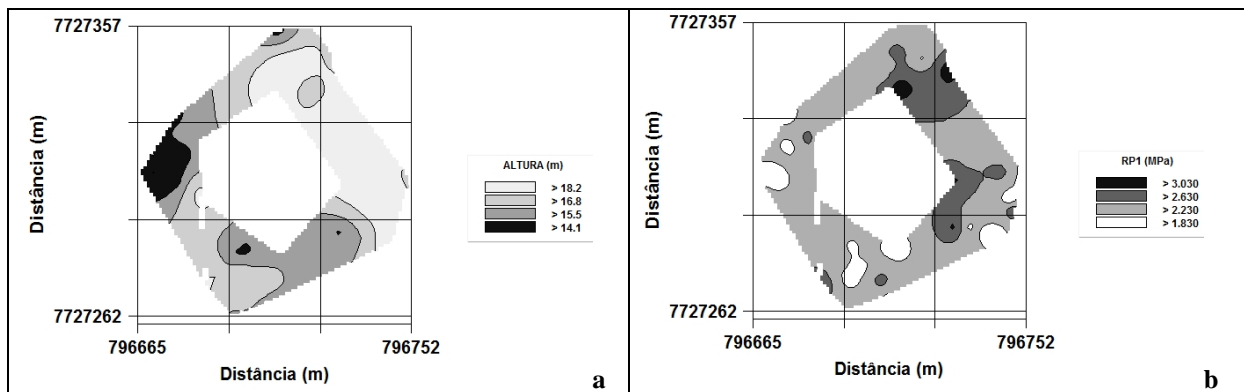 7727357
7727262
Distância (m)
796665
796752
Distância (m)
ALTURA (m)
> 18.2
> 16.8
> 15.5
> 14.1
a
7727357
7727262
Distância (m)
796665
796752
Distância (m)
RP1 (MPa)
> 3.030
> 2.630
> 2.230
> 1.830
b